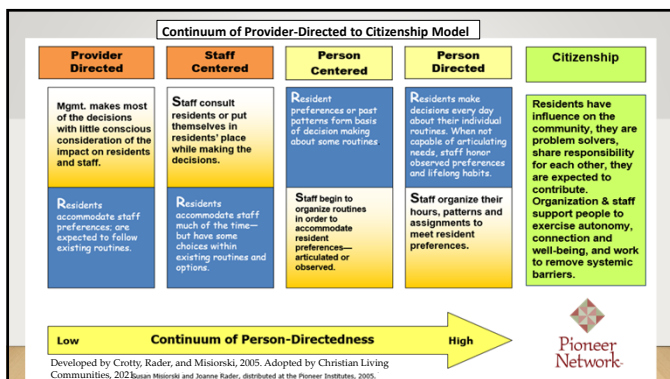 Continuum of Provider-Directed to Citizenship Model
Provider
Directed
Staff
Centered
Person
Centered
Person
Directed
Citizenship
Mgmt. makes most
of the decisions
with little conscious
consideration of the
impact on residents
and staff.
Residents
accommodate staff
preferences; are
expected to follow
existing routines.
Staff consult
residents or put
themselves in
residents' place
while making the
decisions.
Residents
accommodate staff
much of the time—
but have some
choices within
existing routines and
options.
Resident
preferences or past
patterns form basis
of decision making
about some routines.
Staff begin to
organize routines in
order to
accommodate
resident
preferences—
articulated or
observed.
Residents make
decisions every day
about their individual
routines. When not
capable of articulating
needs, staff honor
observed preferences
and lifelong habits.
Staff organize their
hours, patterns and
assignments to
meet resident
preferences.
Residents have
influence on the
community, they are
problem solvers,
share responsibility
for each other, they
are expected to
contribute.
Organization & staff
support people to
exercise autonomy,
connection and
well-being, and work
to remove systemic
barriers.
Low Continuum of Person-Directedness High
Developed by Crotty, Rader, and Misiorski, 2005. Adopted by Christian Living
Communities, 2021
Susan Misiorski and Joanne Rader, distributed at the Pioneer Institutes, 2005.
Pioneer
Network